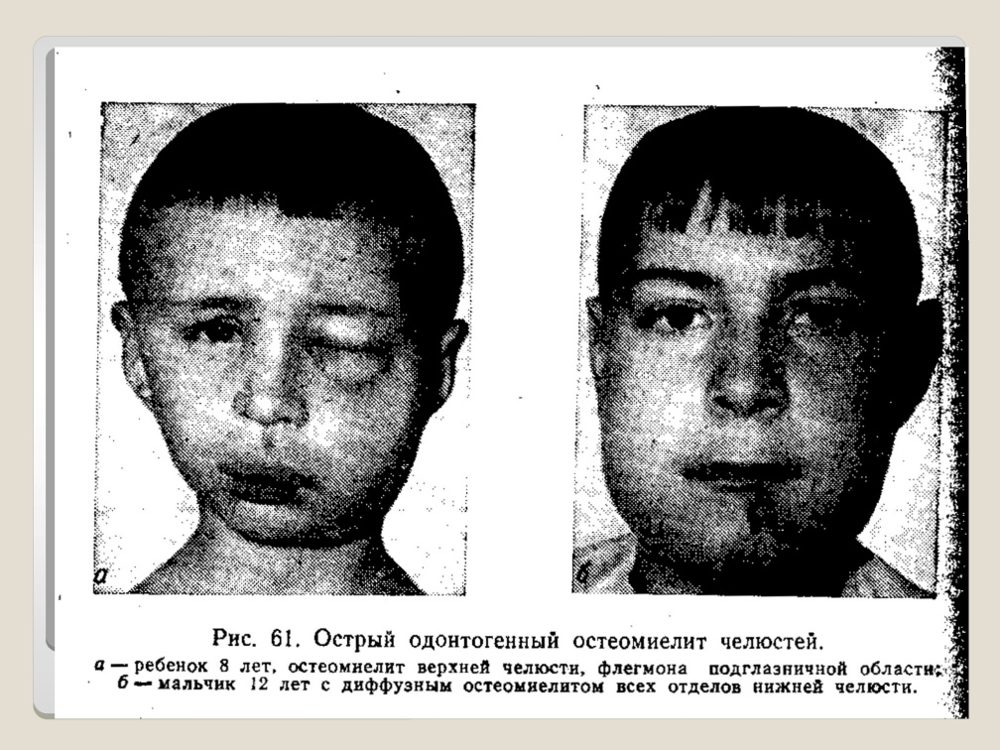 а
б
Рис. 61. Острый одонтогенный остеомиелит челюстей.
а — ребенок 8 лет, остеомиелит верхней челюсти, флегмона подглазничной области;
б — мальчик 12 лет с диффузным остеомиелитом всех отделов нижней челюсти.